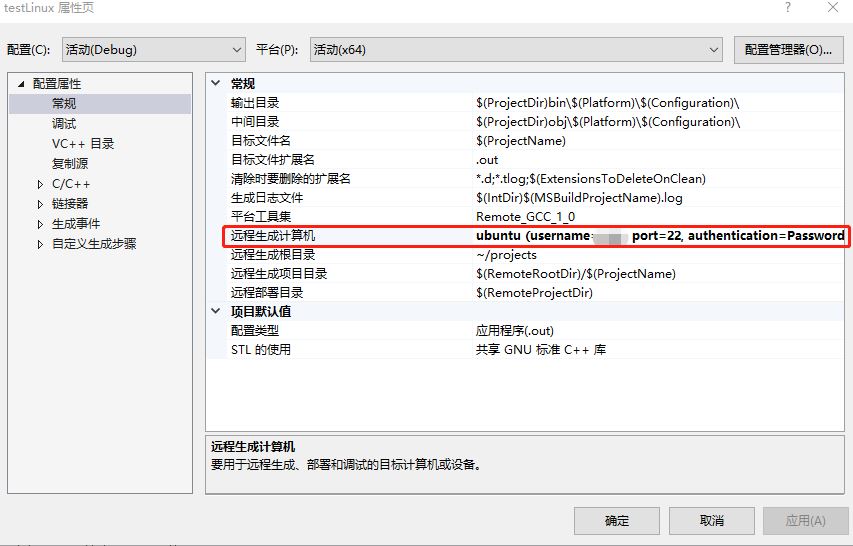 testLinux 属性页
配置(C): 活动(Debug) 平台(P): 活动(x64) 配置管理器(O)...
配置属性
常规
调试
VC++ 目录
复制源
C/C++
链接器
生成事件
自定义生成步骤
常规
输出目录 $(ProjectDir)bin\$(Platform)\$(Configuration)\
中间目录 $(ProjectDir)obj\$(Platform)\$(Configuration)\
目标文件名 $(ProjectName)
目标文件扩展名 .out
清除时要删除的扩展名 *.d;*.tlog;$(ExtensionsToDeleteOnClean)
生成日志文件 $(IntDir)$(MSBuildProjectName).log
平台工具集 Remote_GCC_1_0
远程生成计算机 ubuntu (username= port=22, authentication=Password
远程生成根目录 ~/projects
远程生成项目目录 $(RemoteRootDir)/$(ProjectName)
远程部署目录 $(RemoteProjectDir)
项目默认值
配置类型 应用程序(.out)
STL 的使用 共享 GNU 标准 C++ 库
远程生成计算机
要用于远程生成、部署和调试的目标计算机或设备。
确定 取消 应用(A)